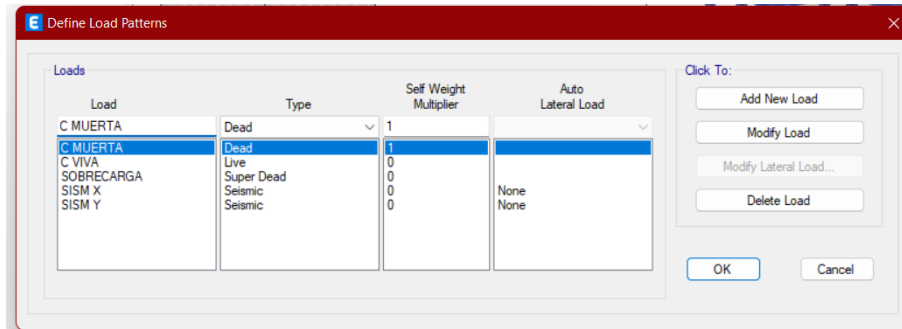 E Define Load Patterns
Loads
Click To:
Load Type Self Weight Multiplier Auto Lateral Load
C MUERTA Dead 1
C MUERTA Dead 1
C VIVA Live 0
SOBRECARGA Super Dead 0
SISM X Seismic 0 None
SISM Y Seismic 0 None
Add New Load
Modify Load
Modify Lateral Load...
Delete Load
OK Cancel